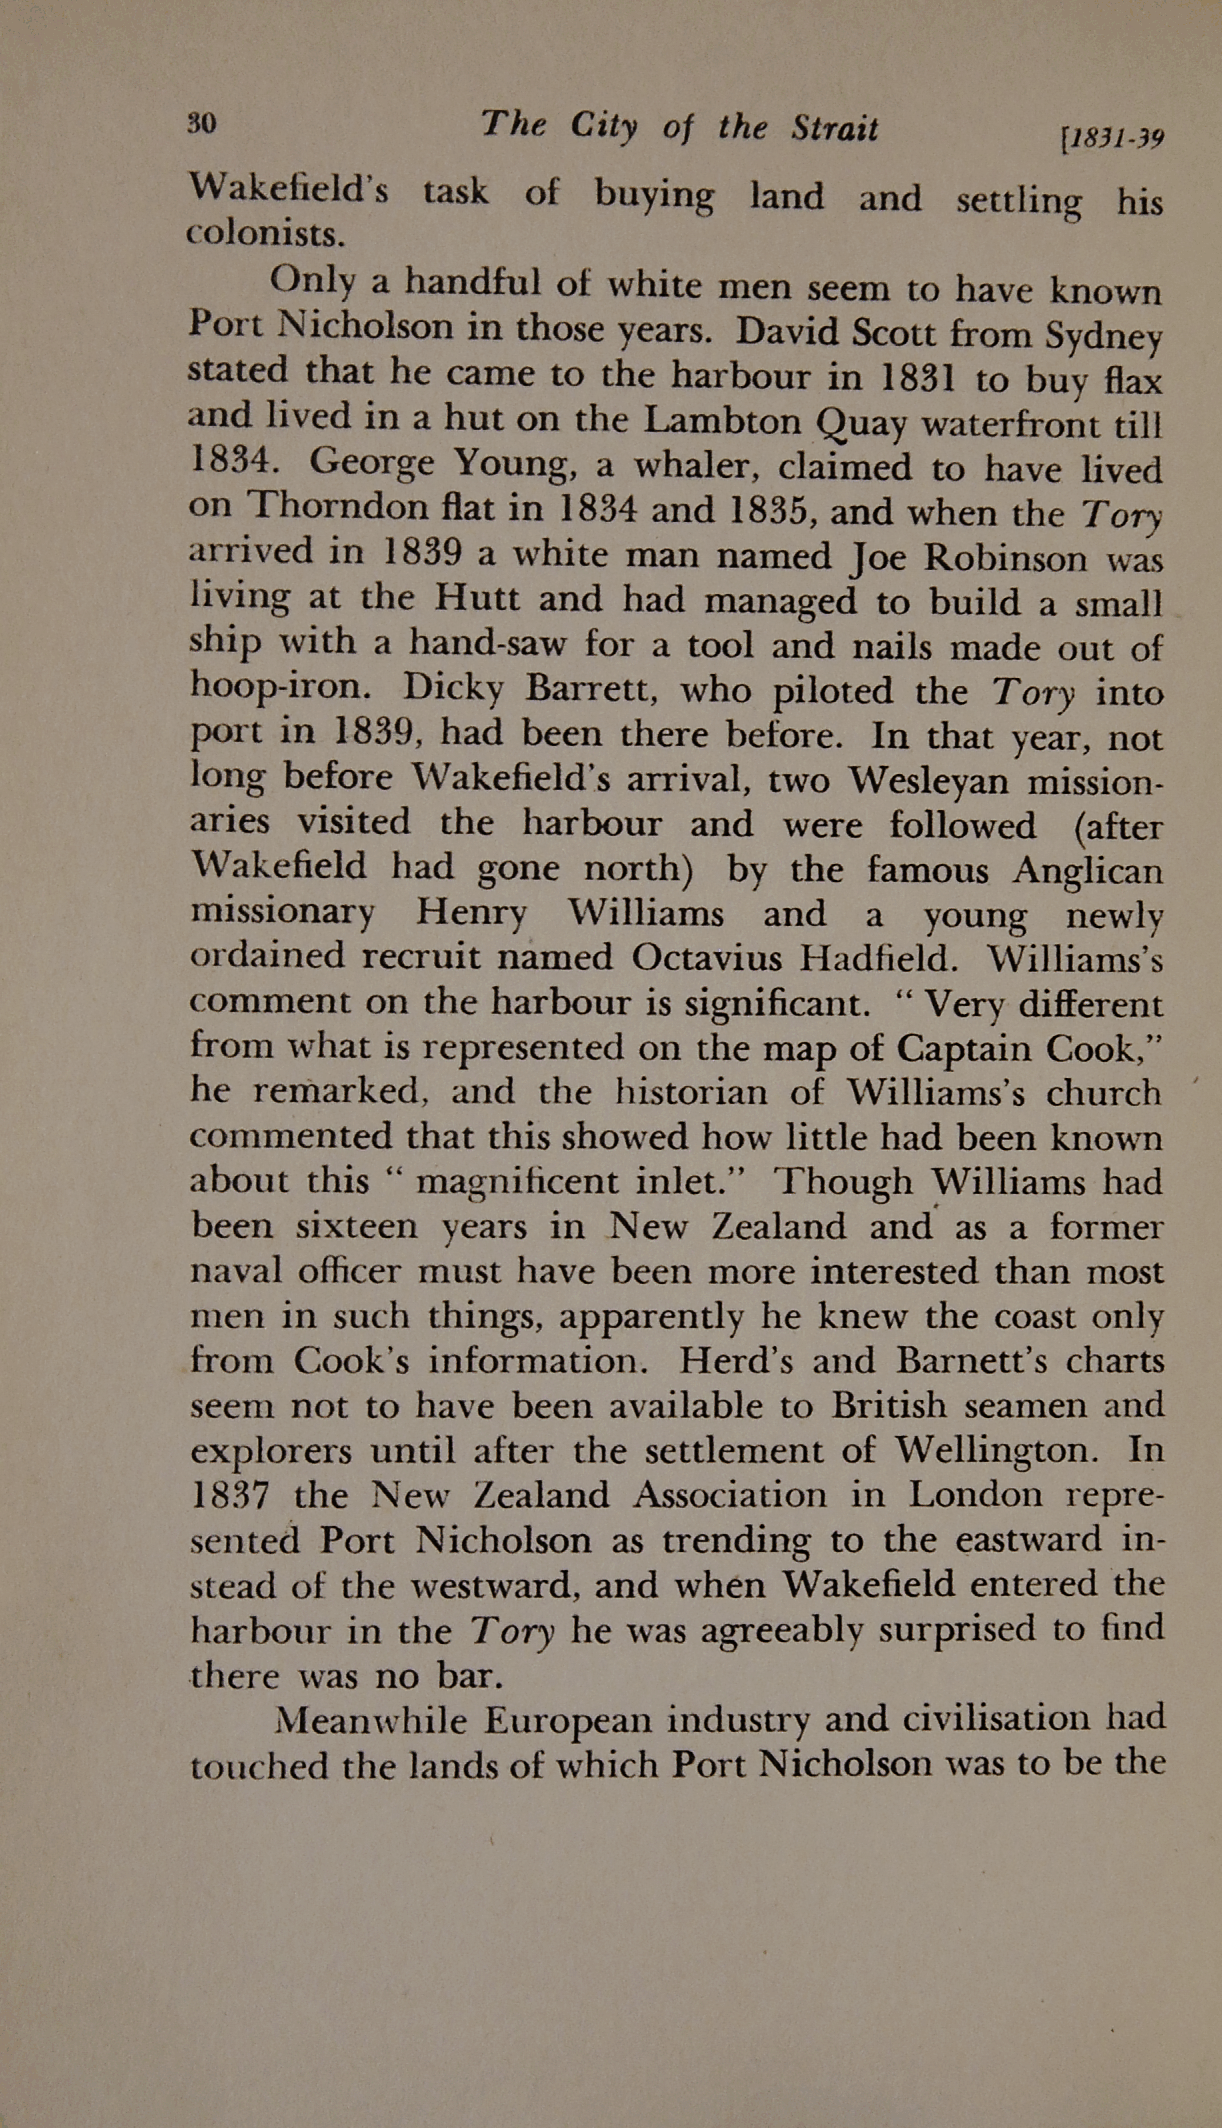 30 The City of the Strait [1831-39
Wakefield's task of buying land and settling his
colonists.
Only a handful of white men seem to have known
Port Nicholson in those years. David Scott from Sydney
stated that he came to the harbour in 1831 to buy flax
and lived in a hut on the Lambton Quay waterfront till
1834. George Young, a whaler, claimed to have lived
on Thorndon flat in 1834 and 1835, and when the Tory
arrived in 1839 a white man named Joe Robinson was
living at the Hutt and had managed to build a small
ship with a hand-saw for a tool and nails made out of
hoop-iron. Dicky Barrett, who piloted the Tory into
port in 1839, had been there before. In that year, not
long before Wakefield's arrival, two Wesleyan mission-
aries visited the harbour and were followed (after
Wakefield had gone north) by the famous Anglican
missionary Henry Williams and a young newly
ordained recruit named Octavius Hadfield. Williams's
comment on the harbour is significant. “ Very different
from what is represented on the map of Captain Cook,”
he remarked, and the historian of Williams's church
commented that this showed how little had been known
about this “ magnificent inlet.” Though Williams had
been sixteen years in New Zealand and as a former
naval officer must have been more interested than most
men in such things, apparently he knew the coast only
from Cook's information. Herd's and Barnett's charts
seem not to have been available to British seamen and
explorers until after the settlement of Wellington. In
1837 the New Zealand Association in London repre-
sented Port Nicholson as trending to the eastward in-
stead of the westward, and when Wakefield entered the
harbour in the Tory he was agreeably surprised to find
there was no bar.
Meanwhile European industry and civilisation had
touched the lands of which Port Nicholson was to be the